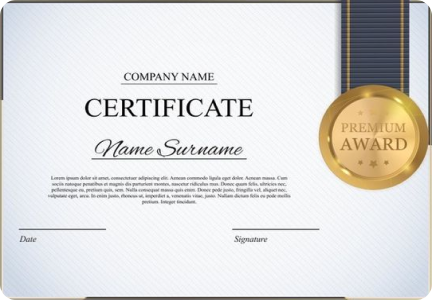 COMPANY NAME
CERTIFICATE
Name Surname
PREMIUM
AWARD
Lorem ipsum dolor sit amet, consectetuer adipiscing elit. Aenean commodo ligula eget dolor. Aenean massa. Cum
sociis natoque penatibus et magnis dis parturient montes, nascetur ridiculus mus. Donec quam felis, ultricies nec,
pellentesque eu, pretium quis, sem. Nulla consequat massa quis enim. Donec pede justo, fringilla vel, aliquet nec,
vulputate eget, arcu. In enim justo, rhoncus ut, imperdiet a, venenatis vitae, justo. Nullam dictum felis eu pede mollis pretium.
Integer tincidunt.
Date
Signature